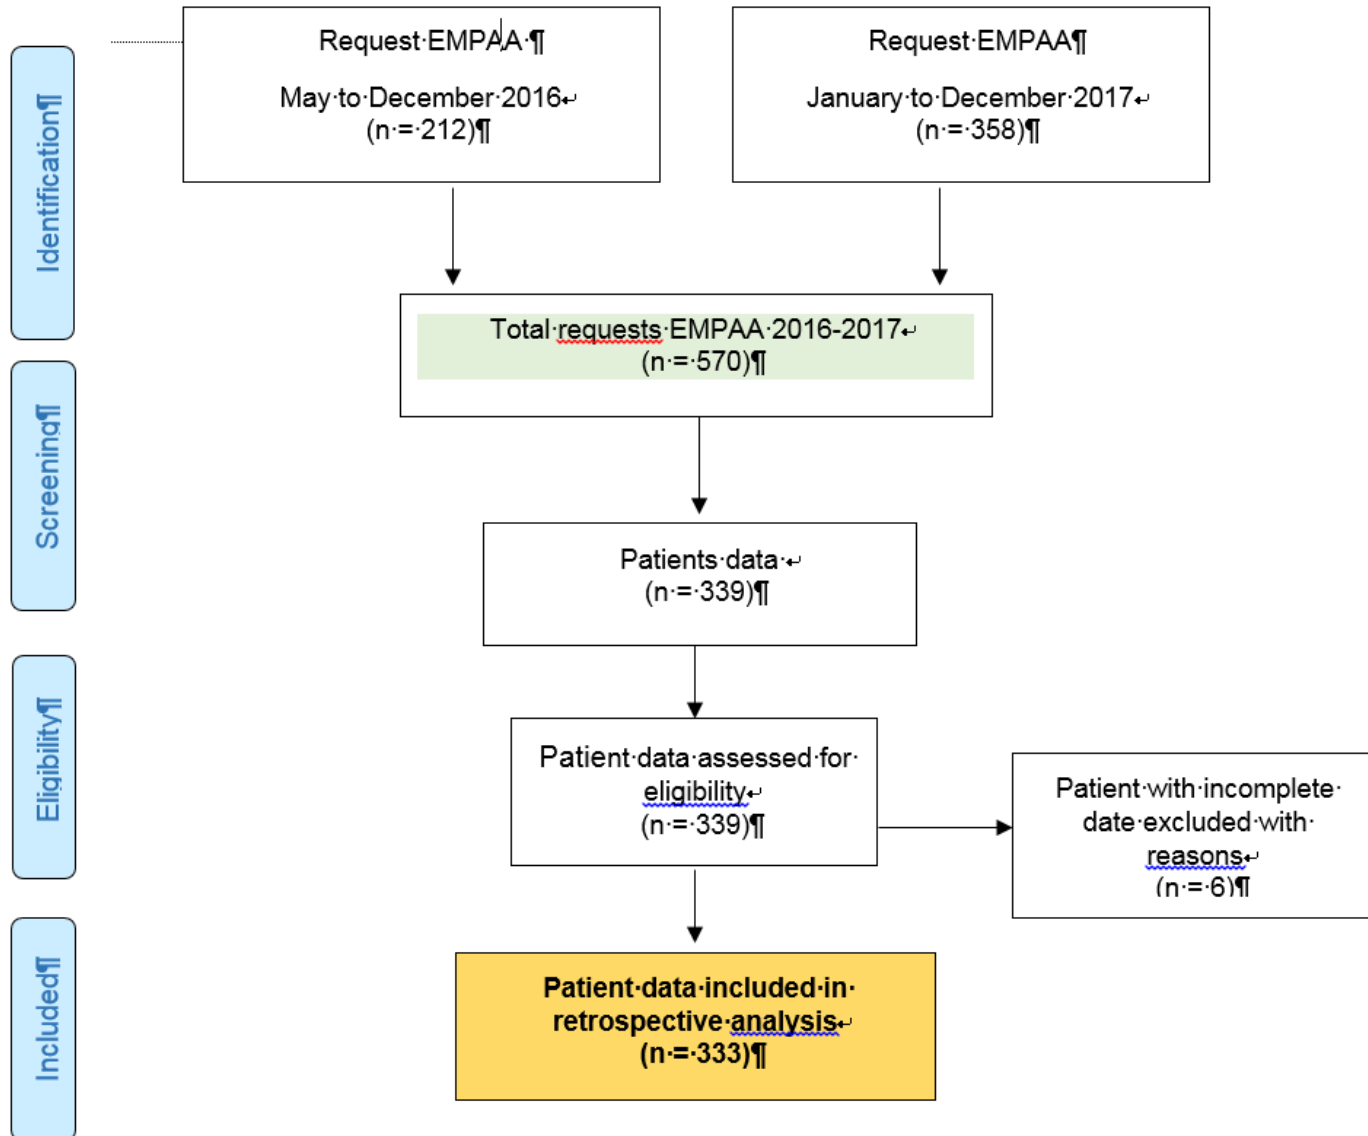 Request·EMPAA·¶
May·to·December·2016↵
(n·=·212)¶
Request·EMPAA¶
January·to·December·2017↵
(n·=·358)¶
Identification¶
Total·requests·EMPAA·2016-2017↵
(n·=·570)¶
Screening¶
Patients·data·↵
(n·=·339)¶
Eligibility¶
Patient·data·assessed·for·
eligibility↵
(n·=·339)¶
Patient·with·incomplete·
date·excluded·with·
reasons↵
(n·=·6)¶
Included¶
Patient·data·included·in·
retrospective·analysis↵
(n·=·333)¶